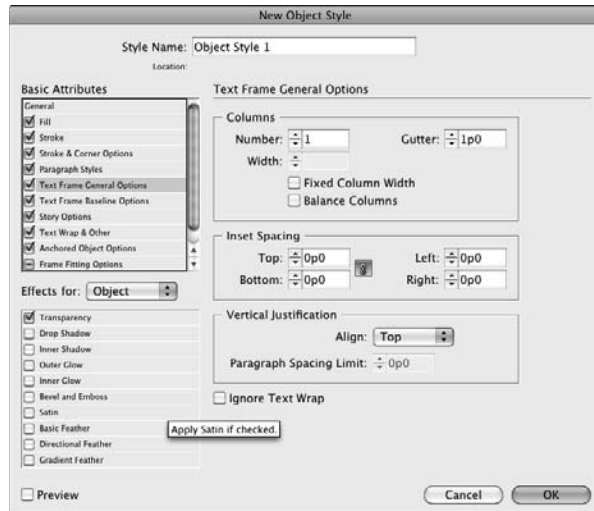 New Object Style
Style Name: Object Style 1
Location:
Basic Attributes
General
Fill
Stroke
Stroke & Corner Options
Paragraph Styles
Text Frame General Options
Text Frame Baseline Options
Story Options
Text Wrap & Other
Anchored Object Options
Frame Fitting Options
Effects for: Object
Transparency
Drop Shadow
Inner Shadow
Outer Glow
Inner Glow
Bevel and Emboss
Satin
Basic Feather
Directional Feather
Gradient Feather
Apply Satin if checked.
Text Frame General Options
Columns
Number: 1 Gutter: 1p0
Width:
Fixed Column Width
Balance Columns
Inset Spacing
Top: 0p0 Left: 0p0
Bottom: 0p0 Right: 0p0
Vertical Justification
Align: Top
Paragraph Spacing Limit: 0p0
Ignore Text Wrap
Preview Cancel OK